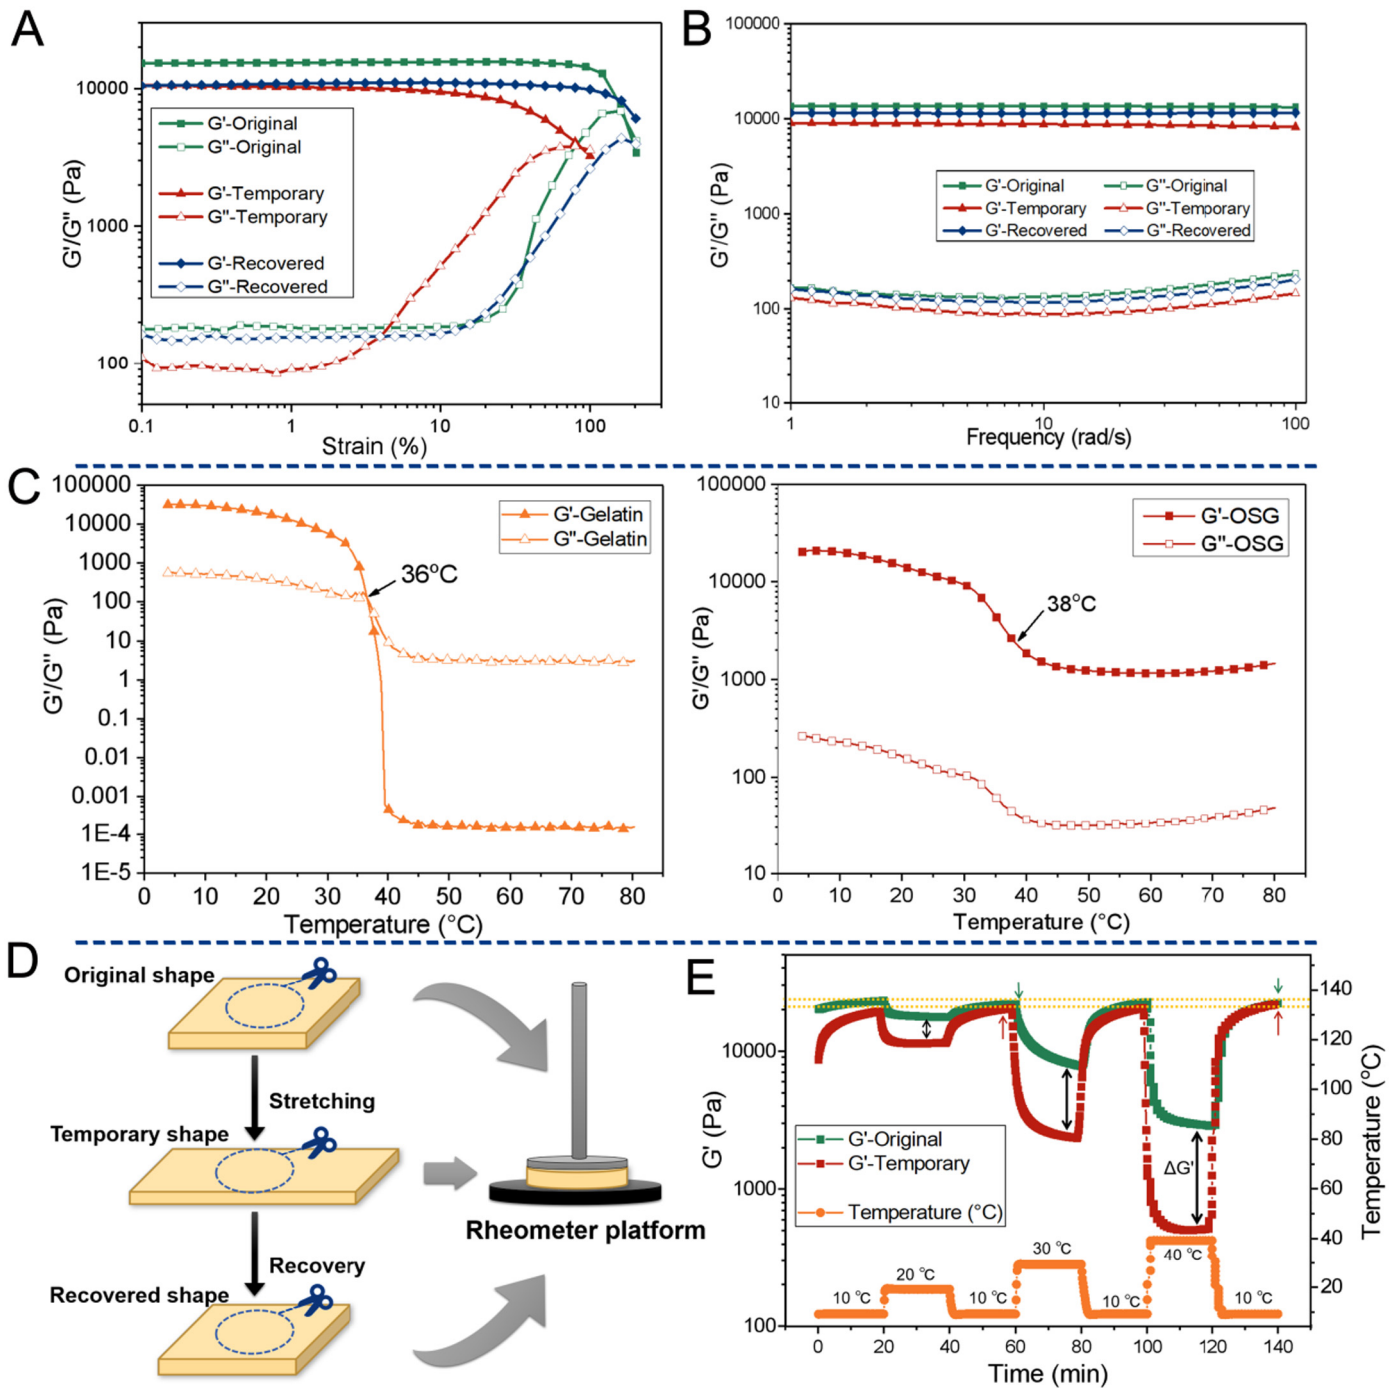 A
10000
1000
100
G'/G" (Pa)
G'-Original
G"-Original
G'-Temporary
G"-Temporary
G'-Recovered
G"-Recovered
0.1 1 10 100
Strain (%)
B
100000
10000
1000
100
10
G'/G" (Pa)
G'-Original G"-Original
G'-Temporary G"-Temporary
G'-Recovered G"-Recovered
1 10 100
Frequency (rad/s)
C
100000
10000
1000
100
10
1
0.1
0.01
0.001
1E-4
1E-5
G'/G" (Pa)
G'-Gelatin
G"-Gelatin
36°C
0 10 20 30 40 50 60 70 80
Temperature (°C)
100000
10000
1000
100
10
G'/G" (Pa)
G'-OSG
G"-OSG
38°C
0 10 20 30 40 50 60 70 80
Temperature (°C)
D
Original shape
Stretching
Temporary shape
Recovery
Recovered shape
Rheometer platform
E
10000
1000
100
G' (Pa)
G'-Original
G'-Temporary
Temperature (°C)
ΔG'
10 °C
20 °C
10 °C
30 °C
10 °C
40 °C
10 °C
140
120
100
80
60
40
20
Temperature (°C)
0 20 40 60 80 100 120 140
Time (min)